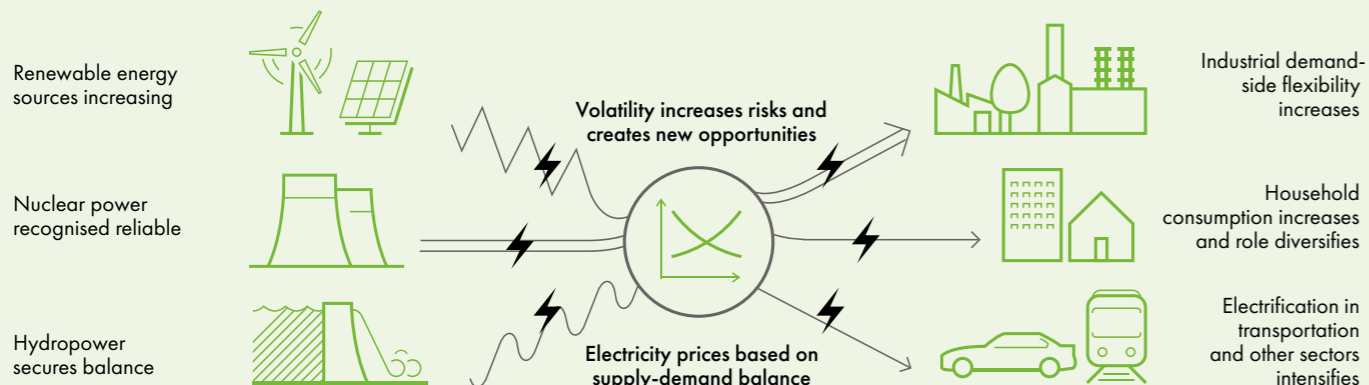 Renewable energy
sources increasing
Nuclear power
recognised reliable
Hydropower
secures balance
Volatility increases risks and
creates new opportunities
Electricity prices based on
supply-demand balance
Industrial demand-
side flexibility
increases
Household
consumption increases
and role diversifies
Electrification in
transportation
and other sectors
intensifies